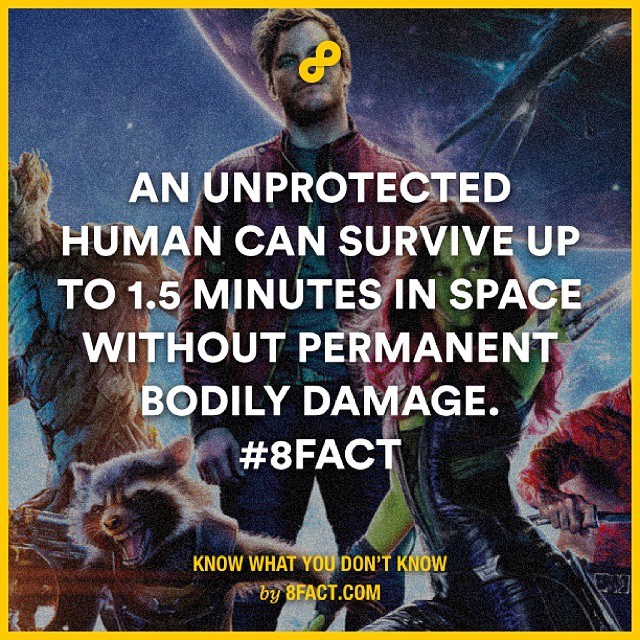 AN UNPROTECTED
HUMAN CAN SURVIVE UP
TO 1.5 MINUTES IN SPACE
WITHOUT PERMANENT
BODILY DAMAGE.
#8FACT
KNOW WHAT YOU DON'T KNOW
by 8FACT.COM